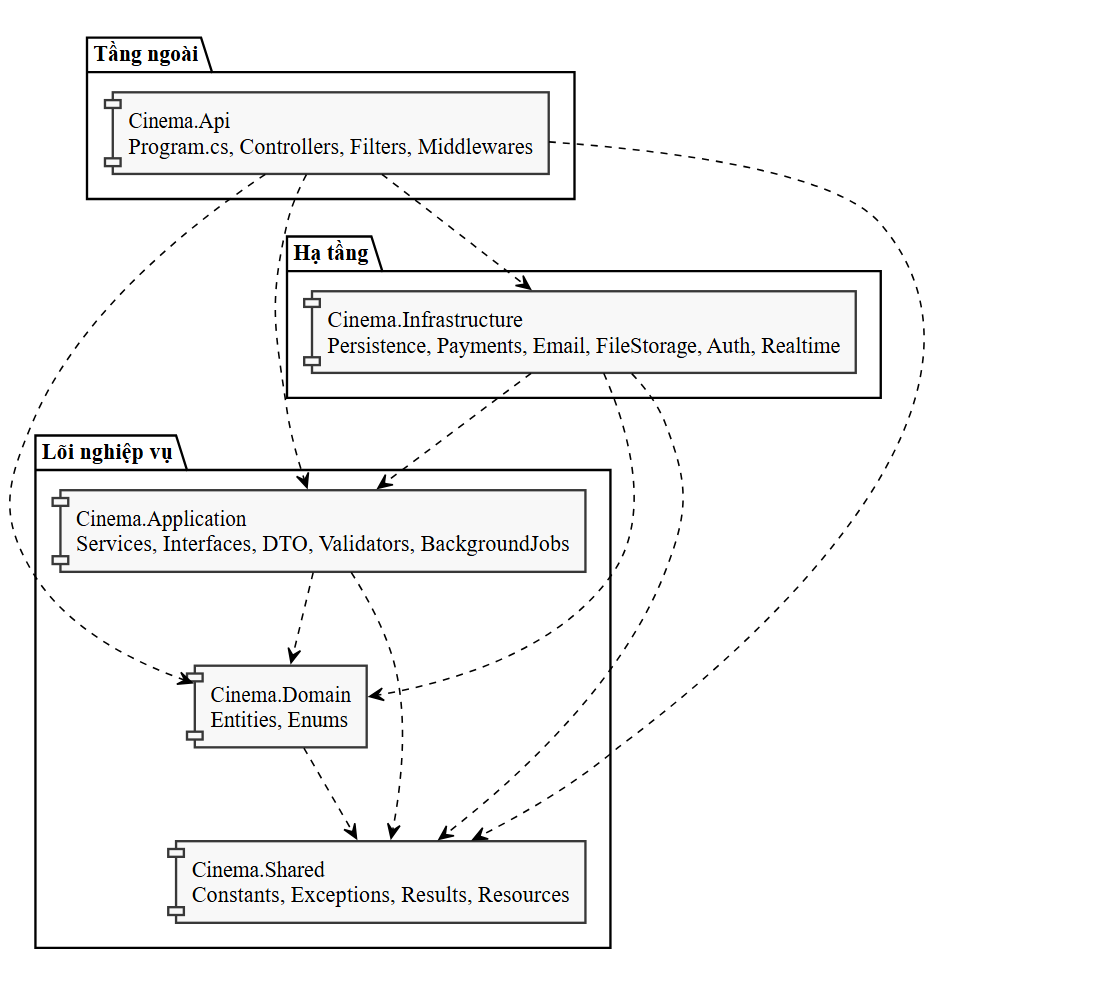 Tầng ngoài
Cinema.Api
Program.cs, Controllers, Filters, Middlewares
Hạ tầng
Cinema.Infrastructure
Persistence, Payments, Email, FileStorage, Auth, Realtime
Lõi nghiệp vụ
Cinema.Application
Services, Interfaces, DTO, Validators, BackgroundJobs
Cinema.Domain
Entities, Enums
Cinema.Shared
Constants, Exceptions, Results, Resources